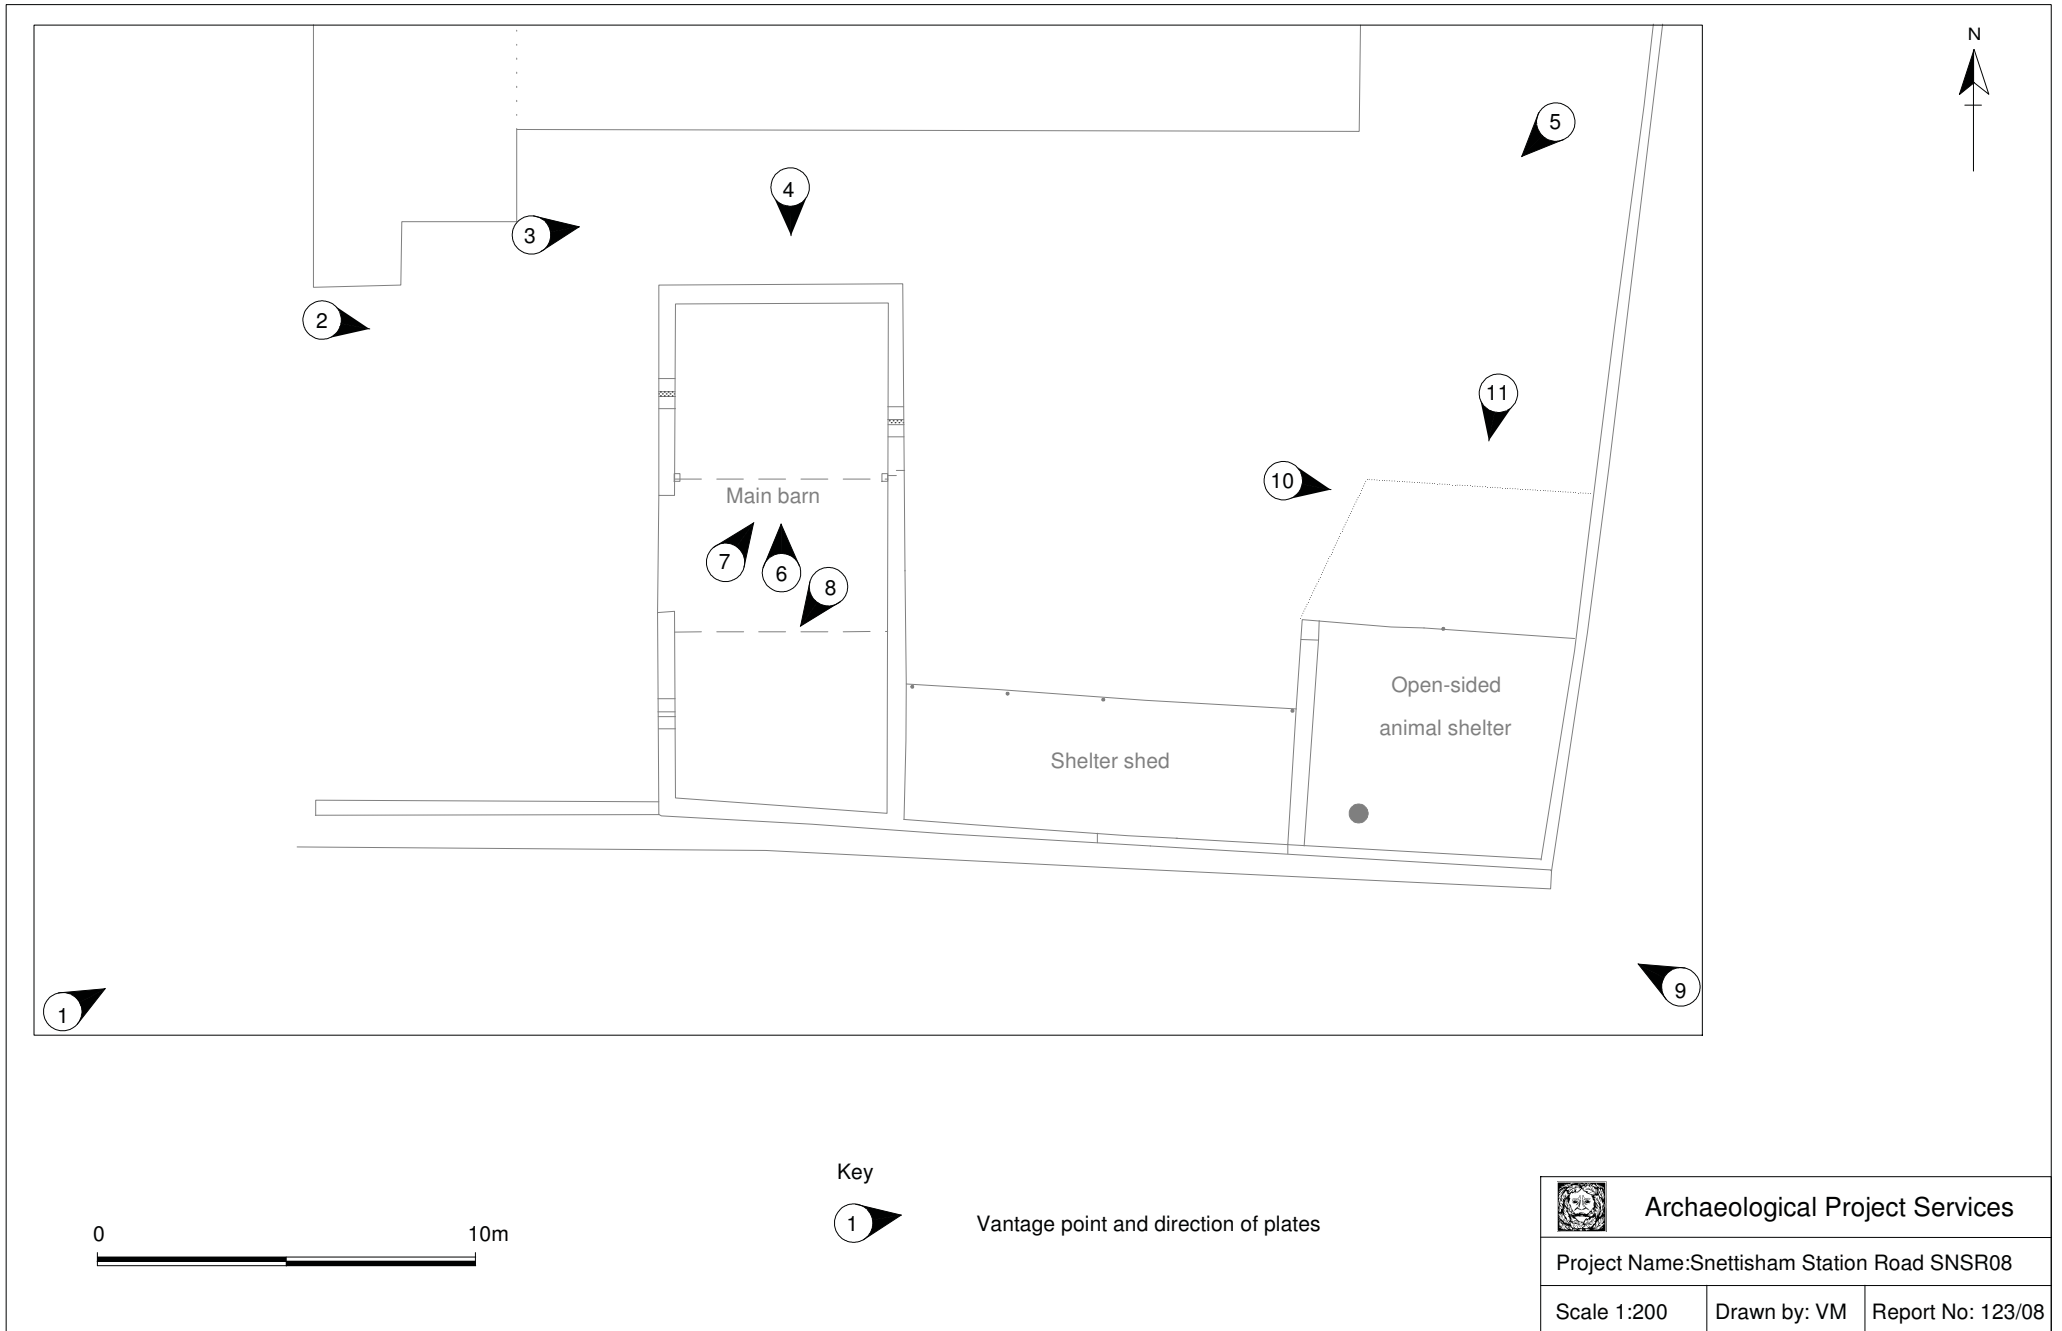 N
5
4
3
2
11
10
Main barn
7
6
8
Open-sided
animal shelter
Shelter shed
9
1
Key
0
10m
1
Vantage point and direction of plates
Archaeological Project Services
Project Name:Snettisham Station Road SNSR08
Scale 1:200
Drawn by: VM
Report No: 123/08